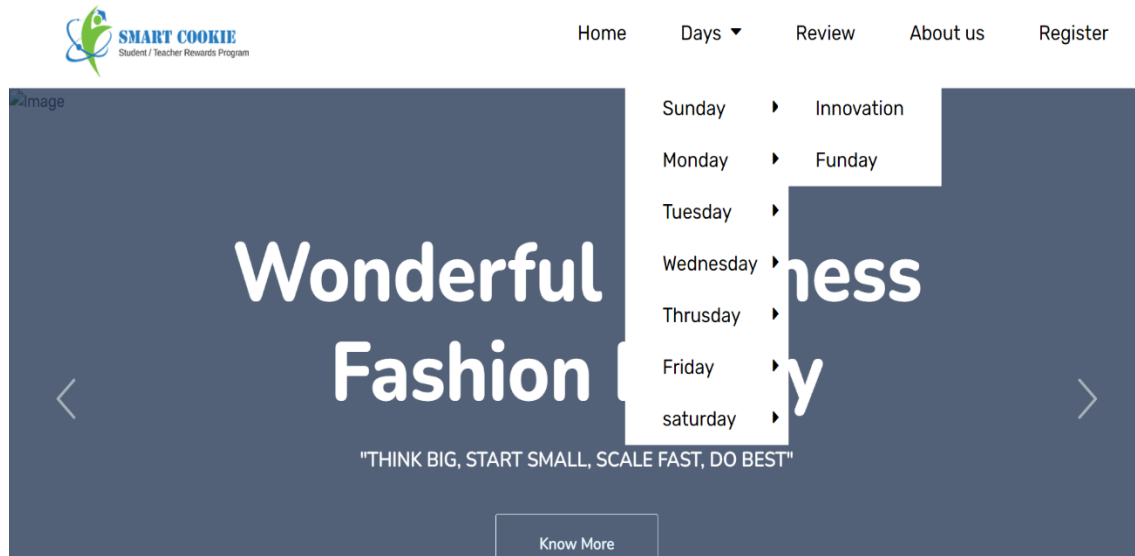 SMART COOKIE
Student / Teacher Rewards Program
Home Days Review About us Register
Image
Sunday Innovation
Monday Funday
Tuesday
Wednesday
Thrusday
Friday
saturday
Wonderful ness
Fashion y
"THINK BIG, START SMALL, SCALE FAST, DO BEST"
Know More